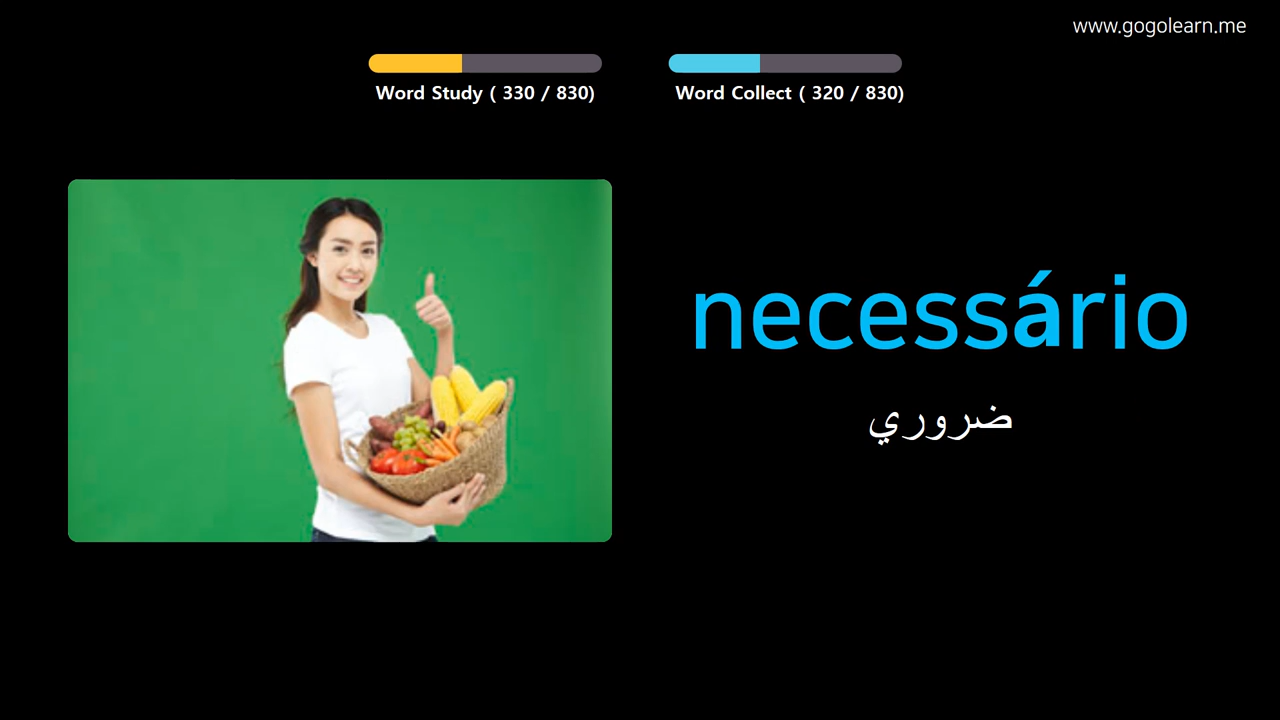 www.gogolearn.me
Word Study ( 330 / 830)
Word Collect ( 320 / 830)
necessário
ضروري